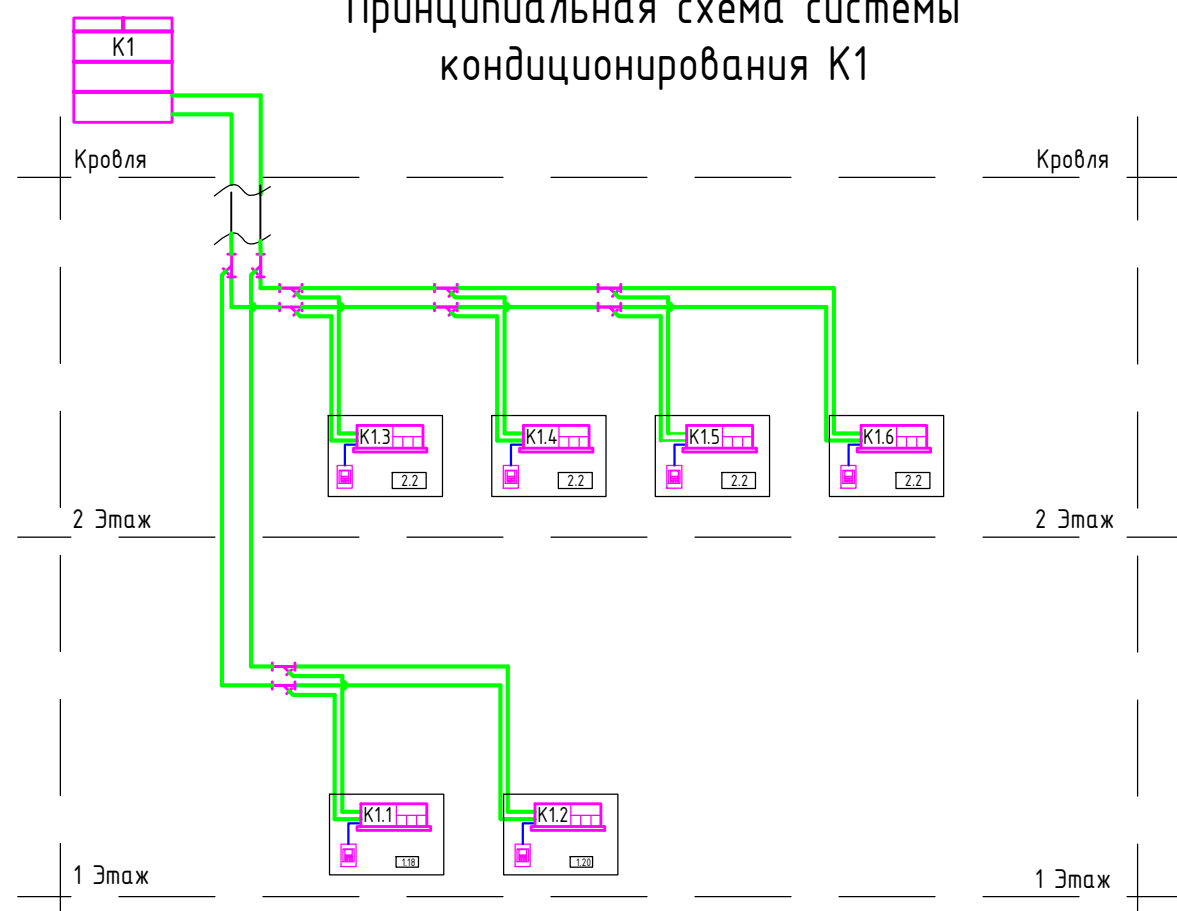 Принципиальная схема системы
кондиционирования К1
К1
Кровля
Кровля
К1.3
К1.4
К1.5
К1.6
2.2
2.2
2.2
2.2
2 Этаж
2 Этаж
К1.1
К1.2
1.18
1.20
1 Этаж
1 Этаж